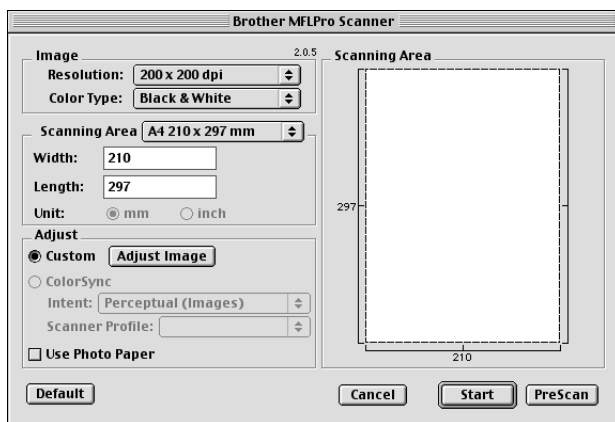 Brother MFLPro Scanner
Image
2.0.5
Resolution: 200 x 200 dpi
Color Type: Black & White
Scanning Area A4 210 x 297 mm
Width: 210
Length: 297
Unit: mm inch
Adjust
Custom Adjust Image
ColorSync
Intent: Perceptual (Images)
Scanner Profile:
Use Photo Paper
Scanning Area
297
210
Default Cancel Start PreScan